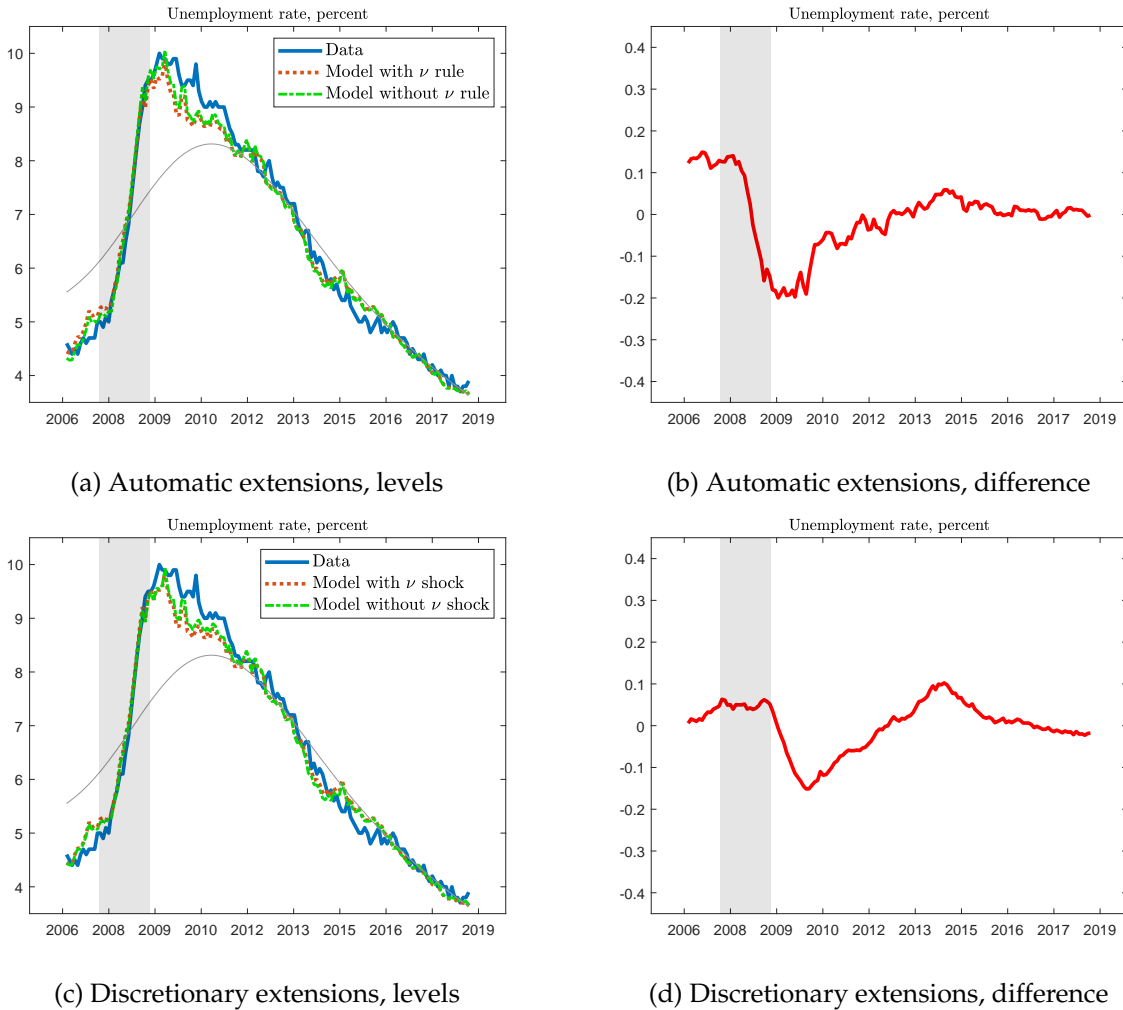 Unemployment rate, percent
10
9
8
7
6
5
4
Data
Model with ν rule
Model without ν rule
2006 2008 2009 2010 2012 2013 2015 2016 2017 2019
(a) Automatic extensions, levels
Unemployment rate, percent
0.4
0.3
0.2
0.1
0
-0.1
-0.2
-0.3
-0.4
2006 2008 2009 2010 2012 2013 2015 2016 2017 2019
(b) Automatic extensions, difference
Unemployment rate, percent
10
9
8
7
6
5
4
Data
Model with ν shock
Model without ν shock
2006 2008 2009 2010 2012 2013 2015 2016 2017 2019
(c) Discretionary extensions, levels
Unemployment rate, percent
0.4
0.3
0.2
0.1
0
-0.1
-0.2
-0.3
-0.4
2006 2008 2009 2010 2012 2013 2015 2016 2017 2019
(d) Discretionary extensions, difference